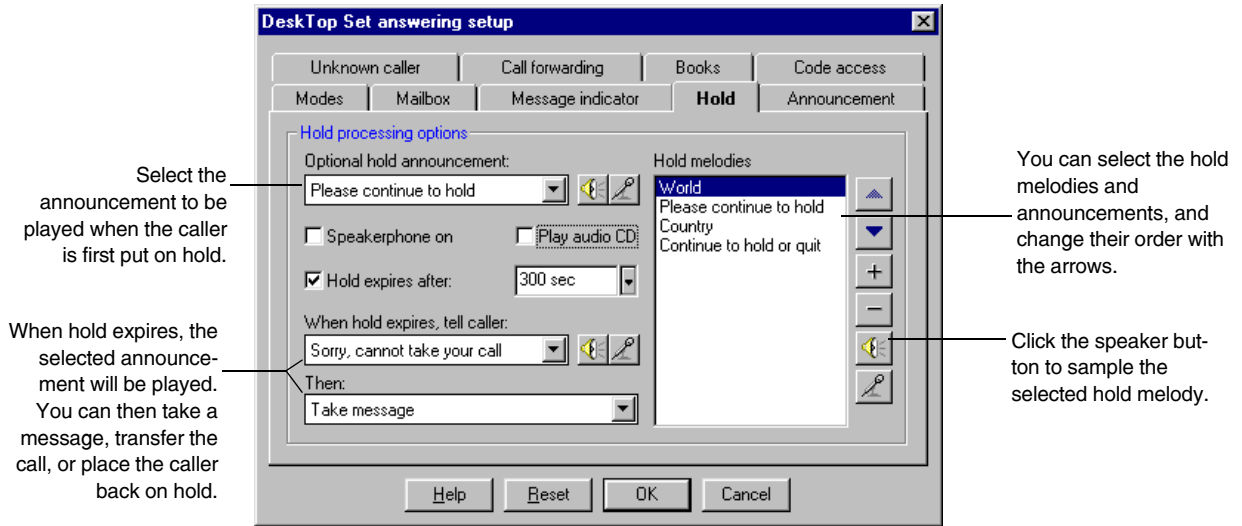 DeskTop Set answering setup
Unknown caller
Call forwarding
Books
Code access
Modes
Mailbox
Message indicator
Hold
Announcement
Hold processing options
Optional hold announcement:
Please continue to hold
Speakerphone on
Play audio CD
Hold expires after:
300 sec
When hold expires, tell caller:
Sorry, cannot take your call
Then:
Take message
Hold melodies
World
Please continue to hold
Country
Continue to hold or quit
Help
Reset
OK
Cancel
Select the
announcement to be
played when the caller
is first put on hold.
When hold expires, the
selected announce-
ment will be played.
You can then take a
message, transfer the
call, or place the caller
back on hold.
You can select the hold
melodies and
announcements, and
change their order with
the arrows.
Click the speaker but-
ton to sample the
selected hold melody.